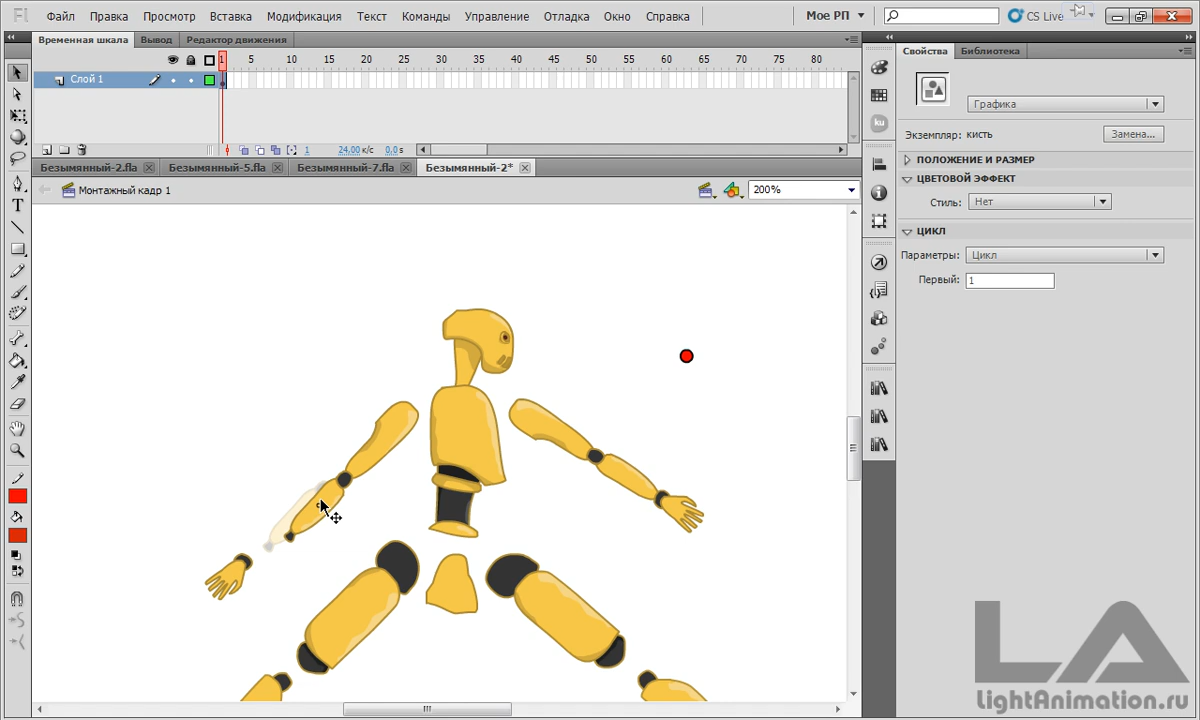 Fl Файл Правка Просмотр Вставка Модификация Текст Команды Управление Отладка Окно Справка Мое РП CS Live
Временная шкала Вывод Редактор движения
1 5 10 15 20 25 30 35 40 45 50 55 60 65 70 75 80
Слой 1
1 24.00 к/с 0.0 s
Безымянный-2.fla Безымянный-5.fla Безымянный-7.fla Безымянный-2*
Монтажный кадр 1 200%
T
ku
Свойства Библиотека
Графика
Экземпляр: кисть Замена...
ПОЛОЖЕНИЕ И РАЗМЕР
ЦВЕТОВОЙ ЭФФЕКТ
Стиль: Нет
ЦИКЛ
Параметры: Цикл
Первый: 1
LA
LightAnimation.ru